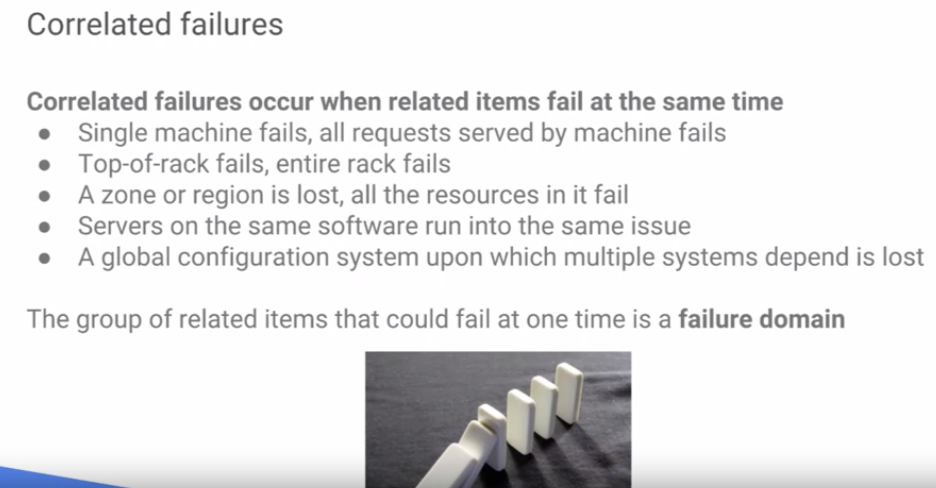 Correlated failures
Correlated failures occur when related items fail at the same time
● Single machine fails, all requests served by machine fails
● Top-of-rack fails, entire rack fails
● A zone or region is lost, all the resources in it fail
● Servers on the same software run into the same issue
● A global configuration system upon which multiple systems depend is lost
The group of related items that could fail at one time is a failure domain